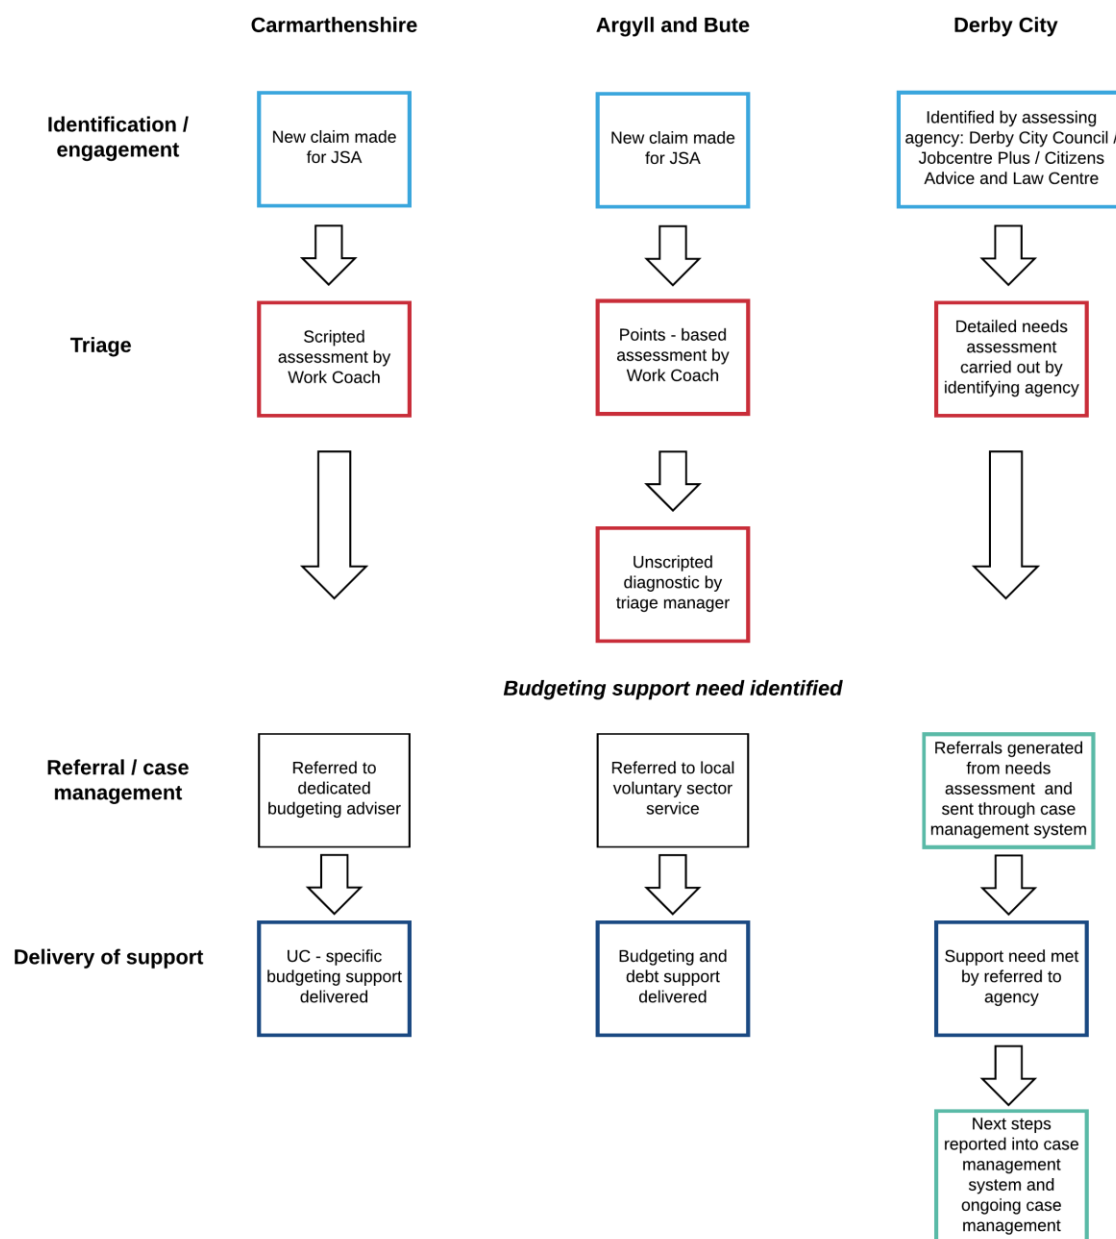 Carmarthenshire
Argyll and Bute
Derby City
Identification /
engagement
New claim made
for JSA
New claim made
for JSA
Identified by assessing
agency: Derby City Council /
Jobcentre Plus / Citizens
Advice and Law Centre
Triage
Scripted
assessment by
Work Coach
Points - based
assessment by
Work Coach
Detailed needs
assessment
carried out by
identifying agency
Unscripted
diagnostic by
triage manager
Budgeting support need identified
Referral / case
management
Referred to
dedicated
budgeting adviser
Referred to local
voluntary sector
service
Referrals generated
from needs
assessment and
sent through case
management system
Delivery of support
UC - specific
budgeting support
delivered
Budgeting and
debt support
delivered
Support need met
by referred to
agency
Next steps
reported into case
management
system and
ongoing case
management